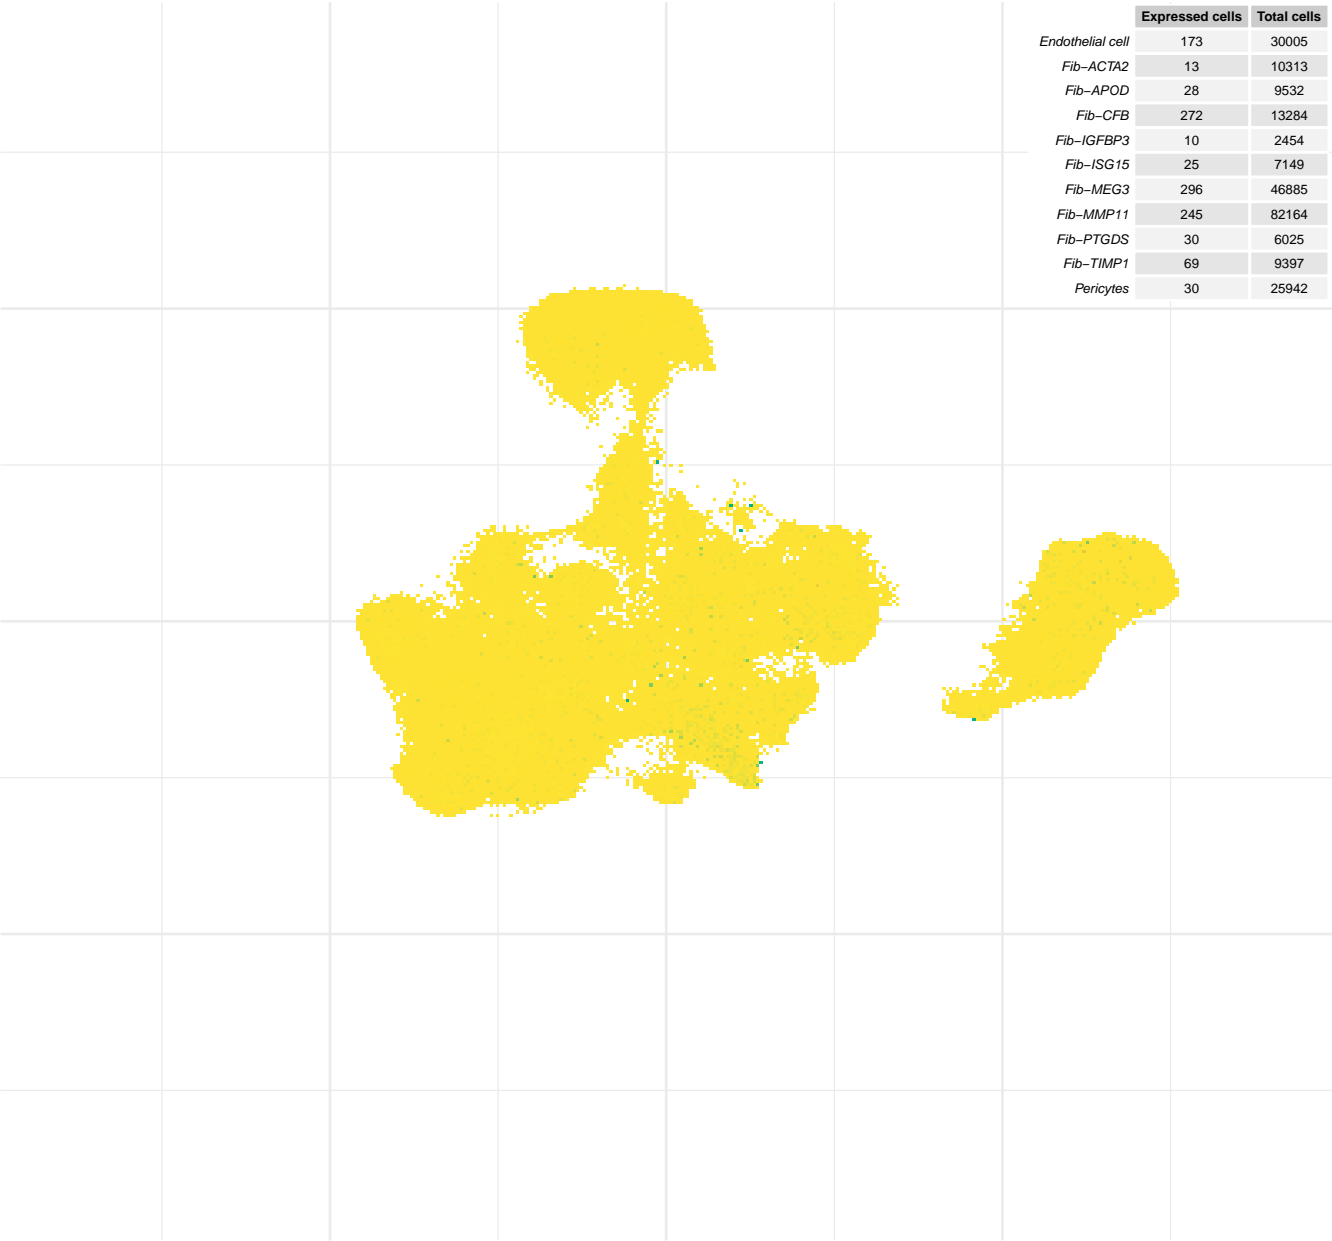 Expressed cells Total cells
Endothelial cell 173 30005
Fib−ACTA2 13 10313
Fib−APOD 28 9532
Fib−CFB 272 13284
Fib−IGFBP3 10 2454
Fib−ISG15 25 7149
Fib−MEG3 296 46885
Fib−MMP11 245 82164
Fib−PTGDS 30 6025
Fib−TIMP1 69 9397
Pericytes 30 25942